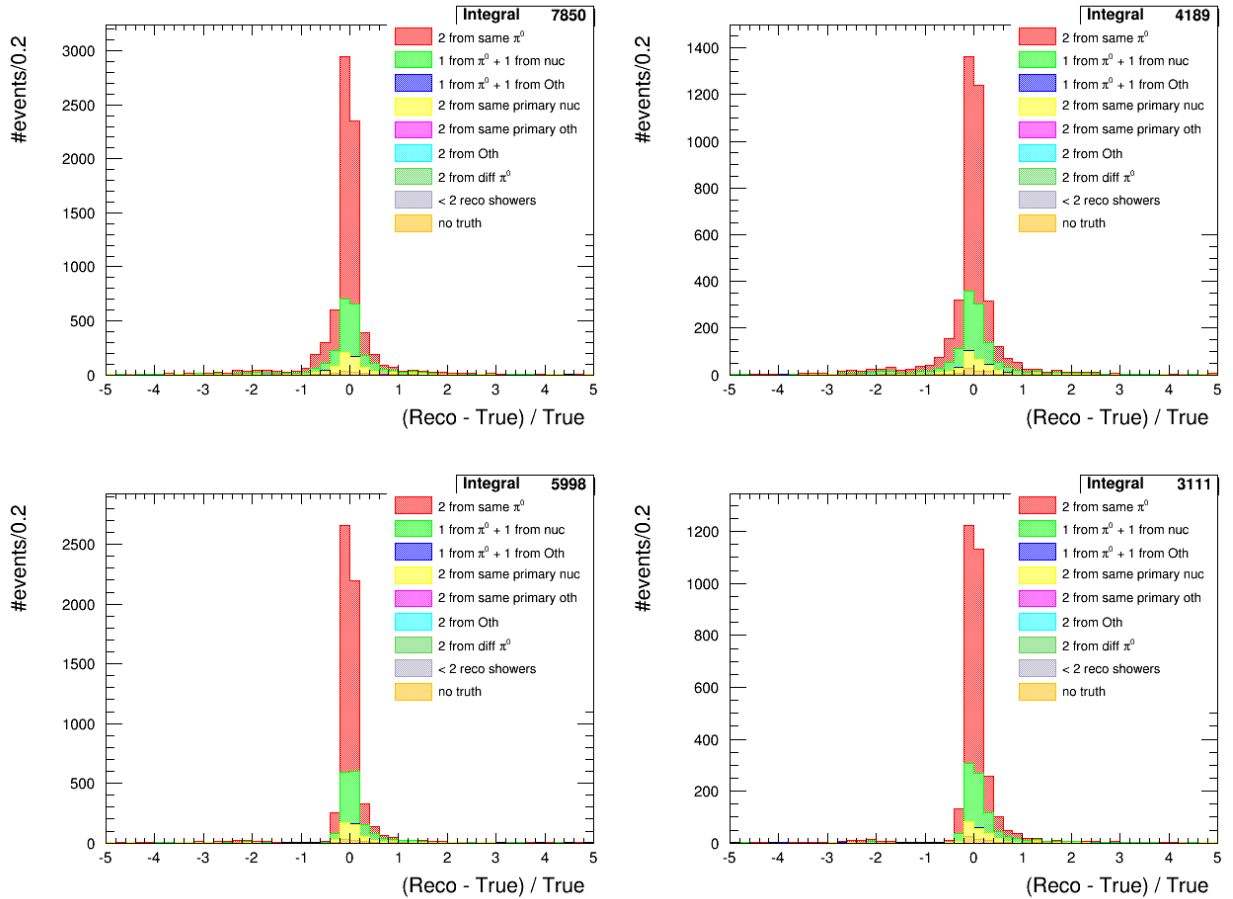 Integral 7850
#events/0.2
3000
2500
2000
1500
1000
500
0
2 from same π⁰
1 from π⁰ + 1 from nuc
1 from π⁰ + 1 from Oth
2 from same primary nuc
2 from same primary oth
2 from Oth
2 from diff π⁰
< 2 reco showers
no truth
-5 -4 -3 -2 -1 0 1 2 3 4 5
(Reco - True) / True
Integral 4189
#events/0.2
1400
1200
1000
800
600
400
200
0
2 from same π⁰
1 from π⁰ + 1 from nuc
1 from π⁰ + 1 from Oth
2 from same primary nuc
2 from same primary oth
2 from Oth
2 from diff π⁰
< 2 reco showers
no truth
-5 -4 -3 -2 -1 0 1 2 3 4 5
(Reco - True) / True
Integral 5998
#events/0.2
2500
2000
1500
1000
500
0
2 from same π⁰
1 from π⁰ + 1 from nuc
1 from π⁰ + 1 from Oth
2 from same primary nuc
2 from same primary oth
2 from Oth
2 from diff π⁰
< 2 reco showers
no truth
-5 -4 -3 -2 -1 0 1 2 3 4 5
(Reco - True) / True
Integral 3111
#events/0.2
1200
1000
800
600
400
200
0
2 from same π⁰
1 from π⁰ + 1 from nuc
1 from π⁰ + 1 from Oth
2 from same primary nuc
2 from same primary oth
2 from Oth
2 from diff π⁰
< 2 reco showers
no truth
-5 -4 -3 -2 -1 0 1 2 3 4 5
(Reco - True) / True